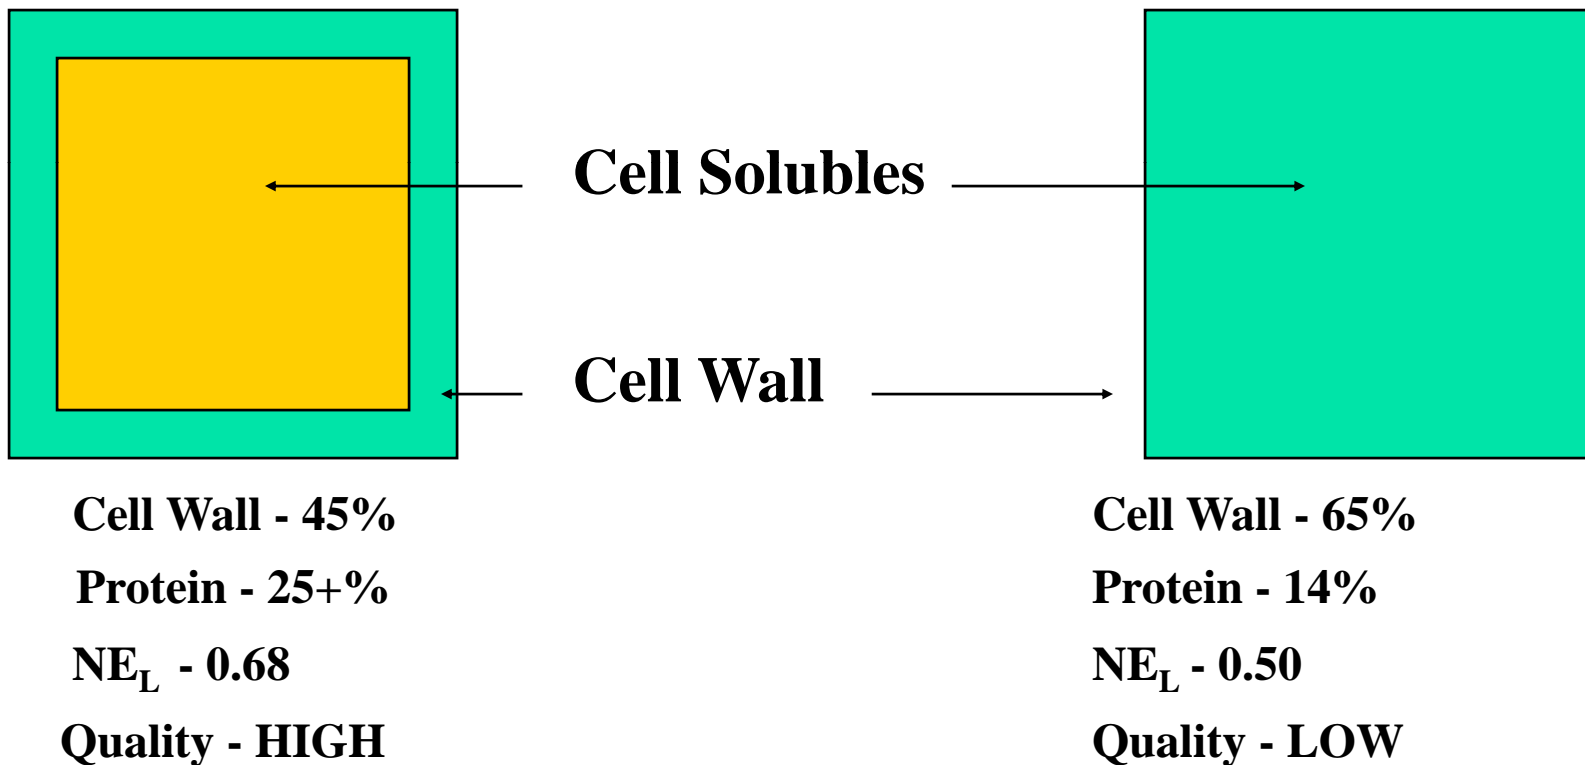 Cell Solubles
Cell Wall
Cell Wall - 45%
Protein - 25+%
NEL - 0.68
Quality - HIGH
Cell Wall - 65%
Protein - 14%
NEL - 0.50
Quality - LOW